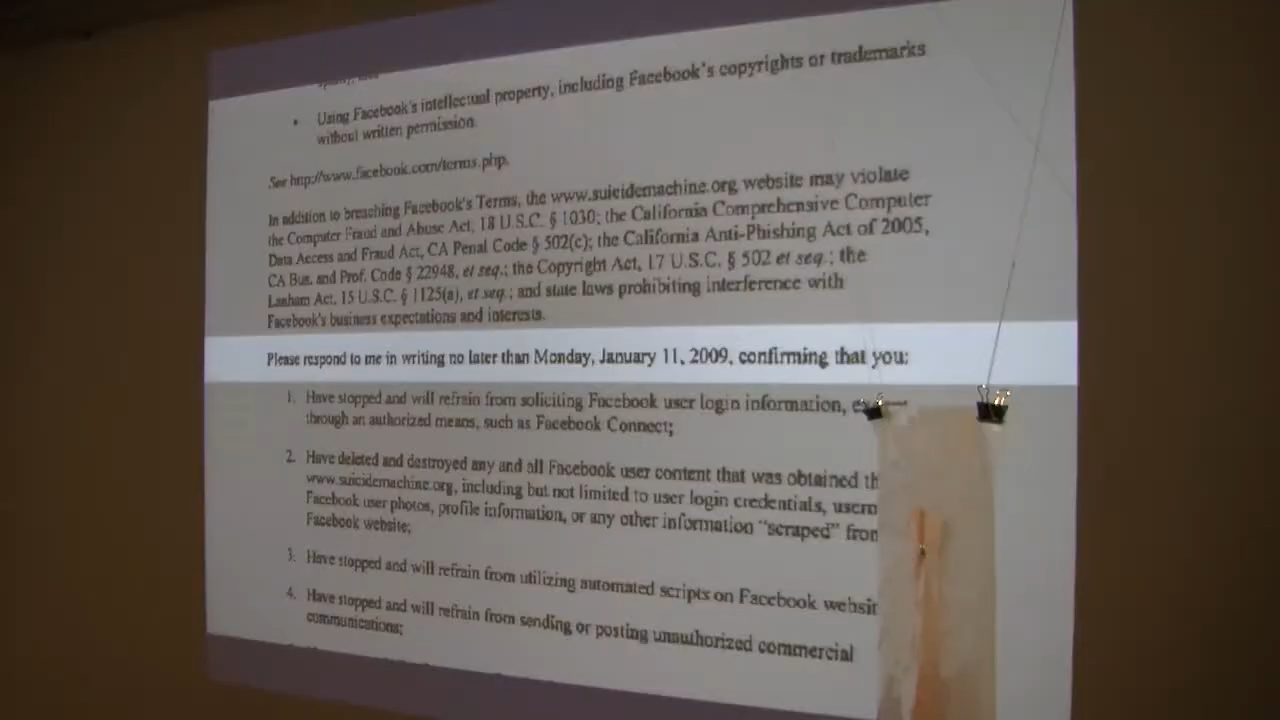 • Using Facebook's intellectual property, including Facebook's copyrights or trademarks
without written permission.
See http://www.facebook.com/terms.php.
In addition to breaching Facebook's Terms, the www.suicidemachine.org website may violate
the Computer Fraud and Abuse Act, 18 U.S.C. § 1030; the California Comprehensive Computer
Data Access and Fraud Act, CA Penal Code § 502(c); the California Anti-Phishing Act of 2005,
CA Bus. and Prof. Code § 22948, et seq.; the Copyright Act, 17 U.S.C. § 502 et seq.; the
Lanham Act, 15 U.S.C. § 1125(a), et seq.; and state laws prohibiting interference with
Facebook's business expectations and interests.
Please respond to me in writing no later than Monday, January 11, 2009, confirming that you:
1. Have stopped and will refrain from soliciting Facebook user login information,
through an authorized means, such as Facebook Connect;
2. Have deleted and destroyed any and all Facebook user content that was obtained th
www.suicidemachine.org, including but not limited to user login credentials, usern
Facebook user photos, profile information, or any other information "scraped" from
Facebook website;
3. Have stopped and will refrain from utilizing automated scripts on Facebook websit
4. Have stopped and will refrain from sending or posting unauthorized commercial
communications;